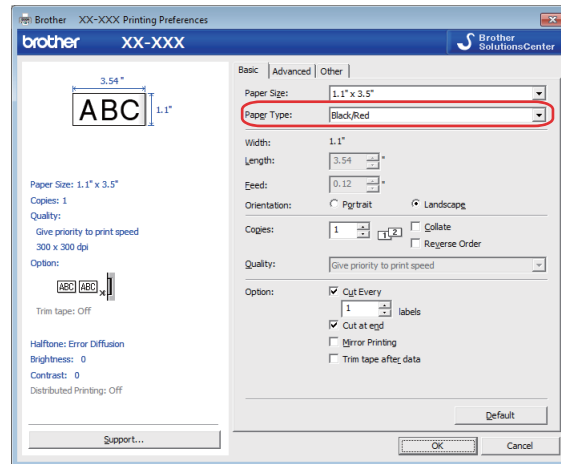 Brother XX-XXX Printing Preferences
brother XX-XXX
Brother
SolutionsCenter
3.54 "
ABC
1.1"
Paper Size: 1.1" x 3.5"
Copies: 1
Quality:
Give priority to print speed
300 x 300 dpi
Option:
ABC ABC
Trim tape: Off
Halftone: Error Diffusion
Brightness: 0
Contrast: 0
Distributed Printing: Off
Support...
Basic Advanced Other
Paper Size: 1.1" x 3.5"
Paper Type: Black/Red
Width: 1.1"
Length: 3.54 "
Feed: 0.12 "
Orientation: Portrait Landscape
Copies: 1 1 2 Collate
Reverse Order
Quality: Give priority to print speed
Option: Cut Every
1 labels
Cut at end
Mirror Printing
Trim tape after data
Default
OK Cancel